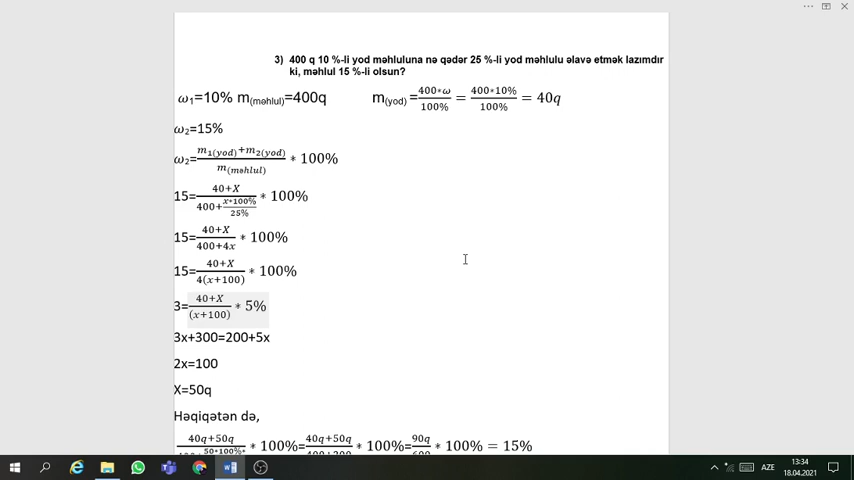 3) 400 q 10 %-li yod məhluluna nə qədər 25 %-li yod məhlulu əlavə etmək lazımdır
ki, məhlul 15 %-li olsun?
ω₁=10% m(məhlul)=400q m(yod) =400∗ω/100% = 400∗10%/100% = 40q
ω₂=15%
ω₂=m₁(yod)+m₂(yod)/m(məhlul) ∗ 100%
15=40+X/400+x∗100%/25% ∗ 100%
15=40+X/400+4x ∗ 100%
15=40+X/4(x+100) ∗ 100%
3=40+X/(x+100) ∗ 5%
3x+300=200+5x
2x=100
X=50q
Həqiqətən də,
40q+50q ∗ 100%=40q+50q ∗ 100%=90q ∗ 100% = 15%
AZE
13:34
18.04.2021